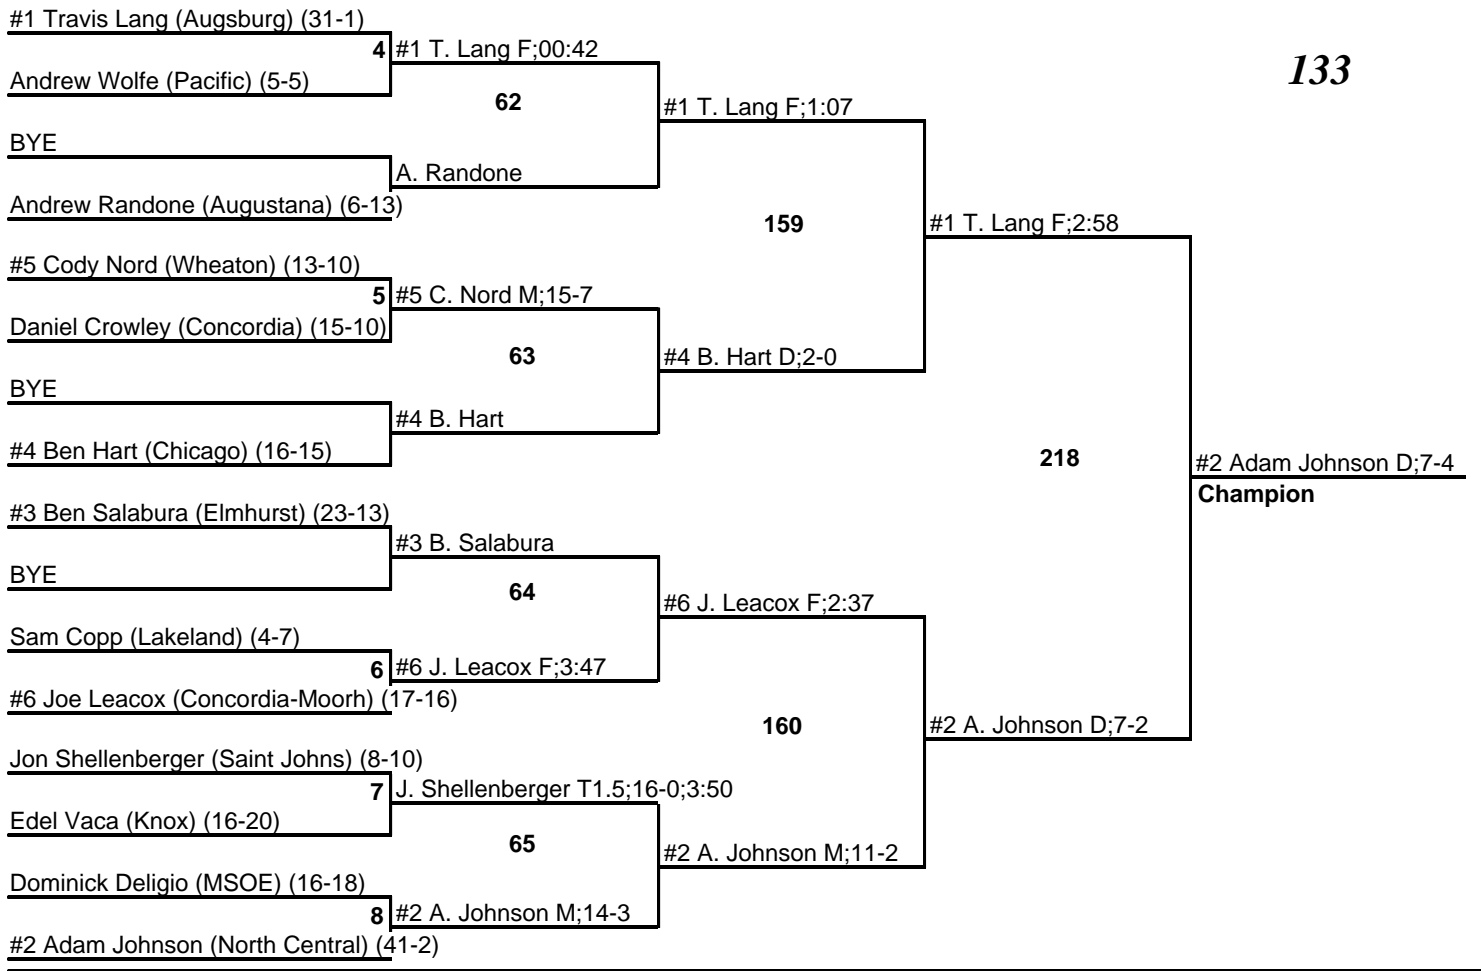 #1 Travis Lang (Augsburg) (31-1)
4 #1 T. Lang F;00:42
133
Andrew Wolfe (Pacific) (5-5)
62
#1 T. Lang F;1:07
BYE
A. Randone
Andrew Randone (Augustana) (6-13)
159
#1 T. Lang F;2:58
#5 Cody Nord (Wheaton) (13-10)
5 #5 C. Nord M;15-7
Daniel Crowley (Concordia) (15-10)
63
#4 B. Hart D;2-0
BYE
#4 B. Hart
#4 Ben Hart (Chicago) (16-15)
218
#2 Adam Johnson D;7-4
Champion
#3 Ben Salabura (Elmhurst) (23-13)
#3 B. Salabura
BYE
64
#6 J. Leacox F;2:37
Sam Copp (Lakeland) (4-7)
6 #6 J. Leacox F;3:47
#6 Joe Leacox (Concordia-Moorh) (17-16)
160
#2 A. Johnson D;7-2
Jon Shellenberger (Saint Johns) (8-10)
7 J. Shellenberger T1.5;16-0;3:50
Edel Vaca (Knox) (16-20)
65
#2 A. Johnson M;11-2
Dominick Deligio (MSOE) (16-18)
8 #2 A. Johnson M;14-3
#2 Adam Johnson (North Central) (41-2)